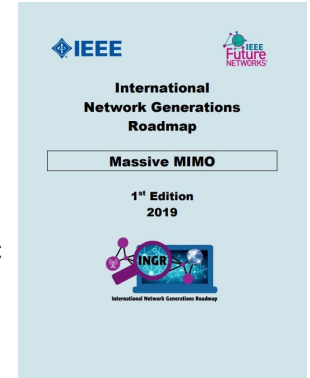 IEEE
IEEE
Future
NETWORKS
International
Network Generations
Roadmap
Massive MIMO
1st Edition
2019
INGR
International Network Generations Roadmap